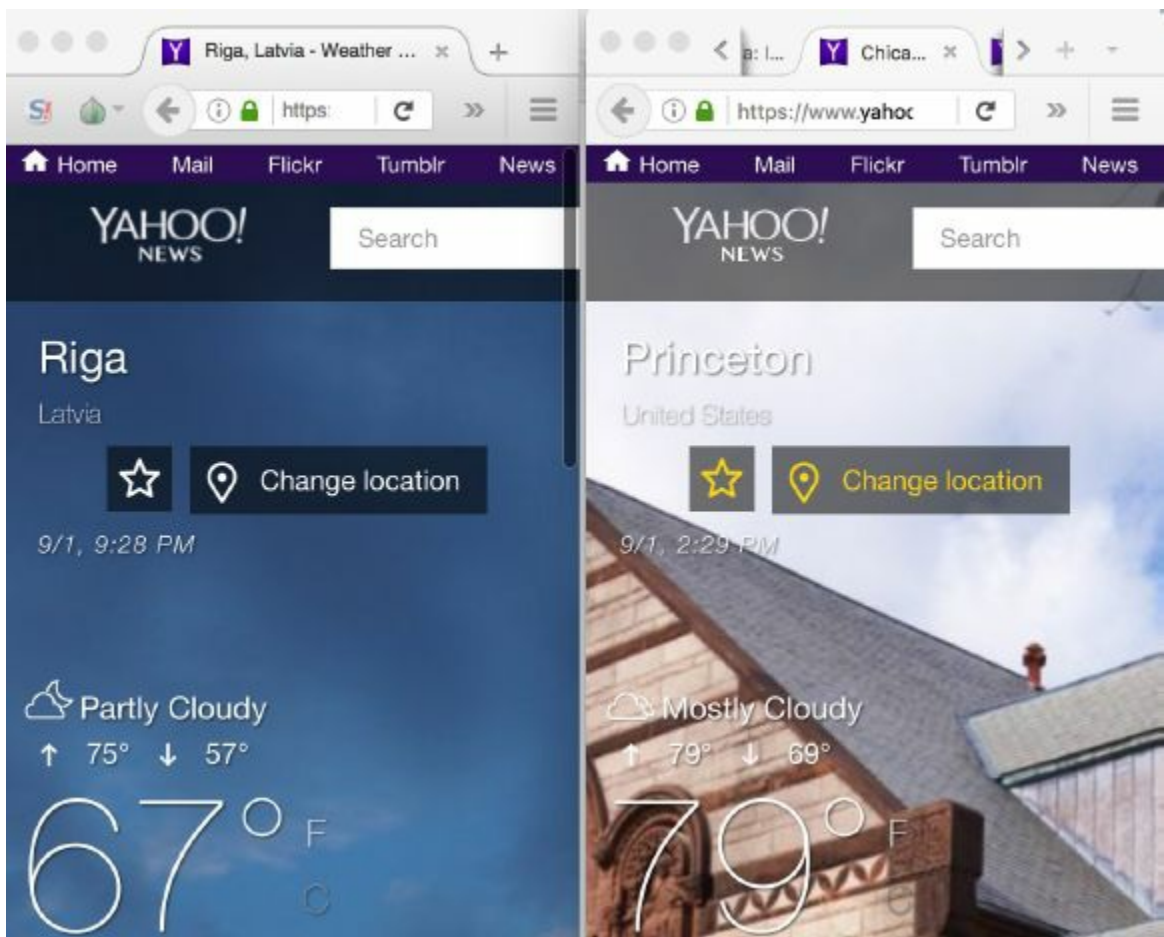 Riga, Latvia - Weather ...
https:
Home Mail Flickr Tumblr News
YAHOO!
NEWS
Search
Riga
Latvia
Change location
9/1, 9:28 PM
Partly Cloudy
↑ 75° ↓ 57°
67° F
C
a: l... Chica...
https://www.yahoo
Home Mail Flickr Tumblr News
YAHOO!
NEWS
Search
Princeton
United States
Change location
9/1, 2:29 PM
Mostly Cloudy
↑ 79° ↓ 69°
79° F
C